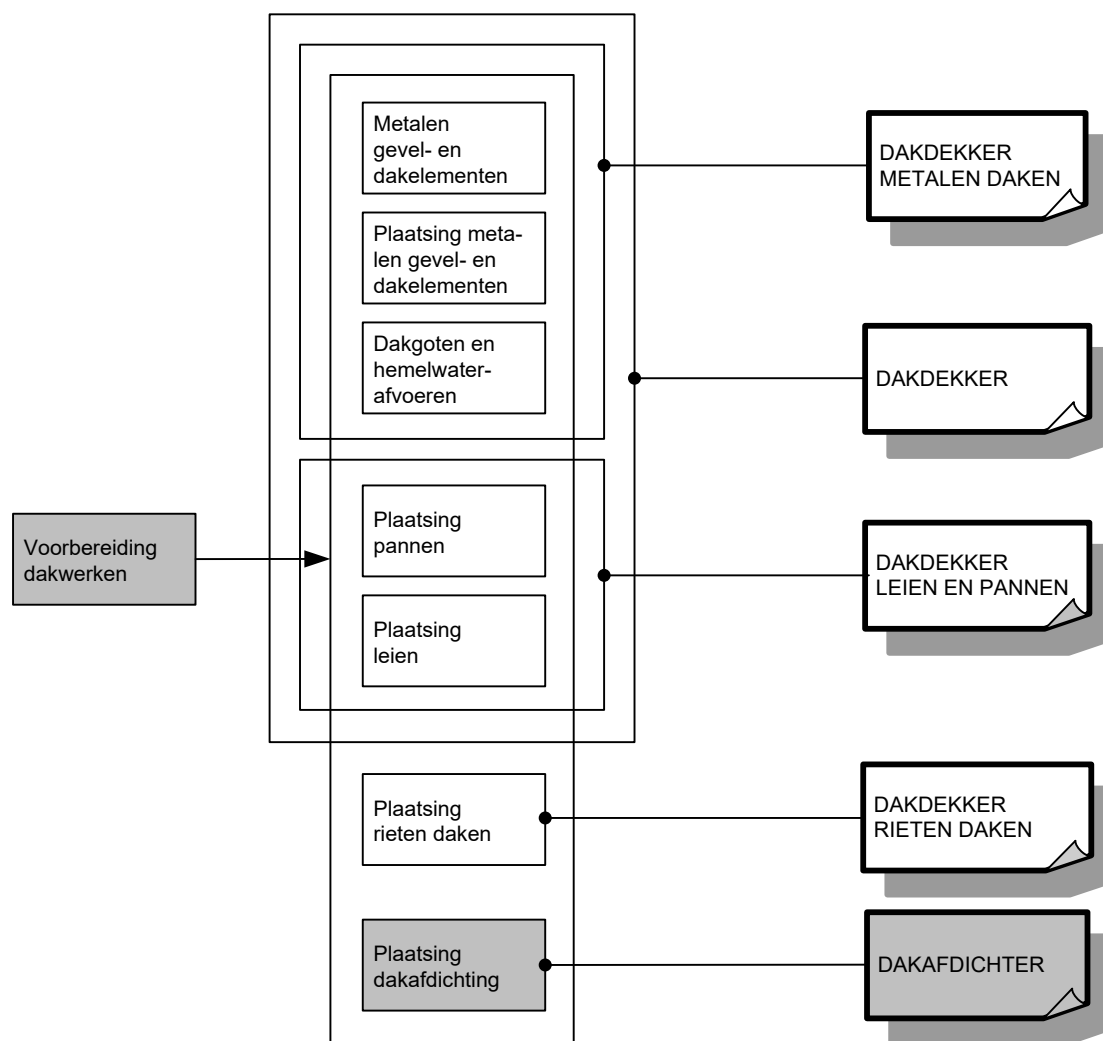 Metalen
gevel- en
dakelementen
DAKDEKKER
METALEN DAKEN
Plaatsing meta-
len gevel- en
dakelementen
Dakgoten en
hemelwater-
afvoeren
DAKDEKKER
Voorbereiding
dakwerken
Plaatsing
pannen
DAKDEKKER
LEIEN EN PANNEN
Plaatsing
leien
Plaatsing
rieten daken
DAKDEKKER
RIETEN DAKEN
Plaatsing
dakafdichting
DAKAFDICHTER